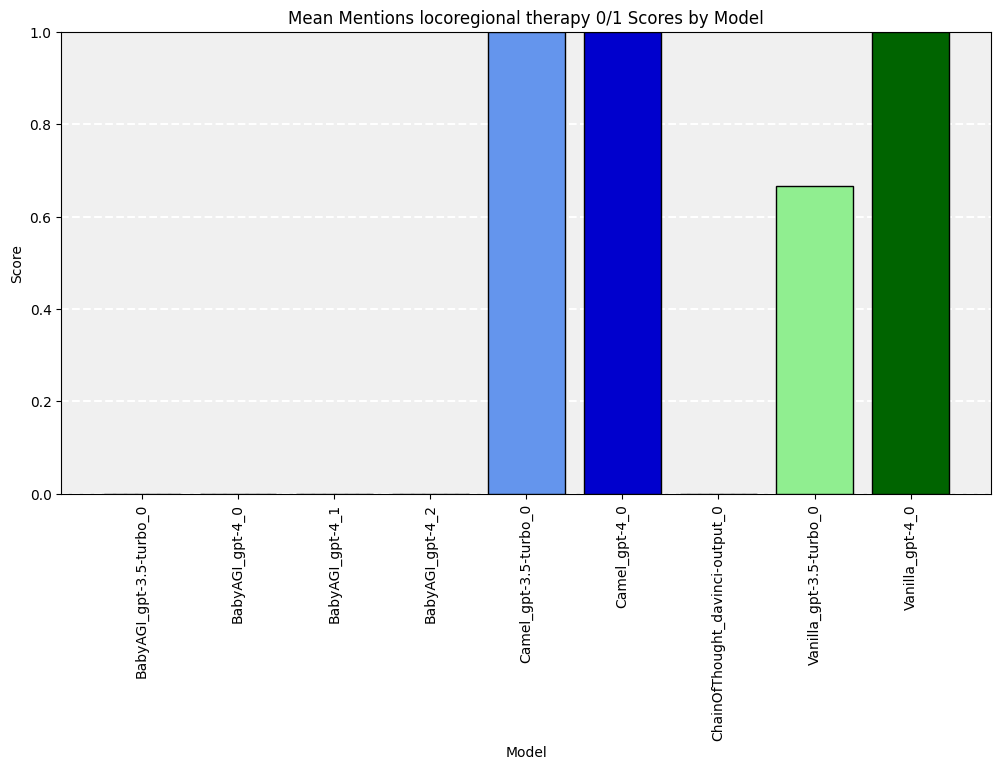 Mean Mentions locoregional therapy 0/1 Scores by Model
1.0
0.8
0.6
0.4
0.2
0.0
Score
BabyAGI_gpt-3.5-turbo_0
BabyAGI_gpt-4_0
BabyAGI_gpt-4_1
BabyAGI_gpt-4_2
Camel_gpt-3.5-turbo_0
Camel_gpt-4_0
ChainOfThought_davinci-output_0
Vanilla_gpt-3.5-turbo_0
Vanilla_gpt-4_0
Model